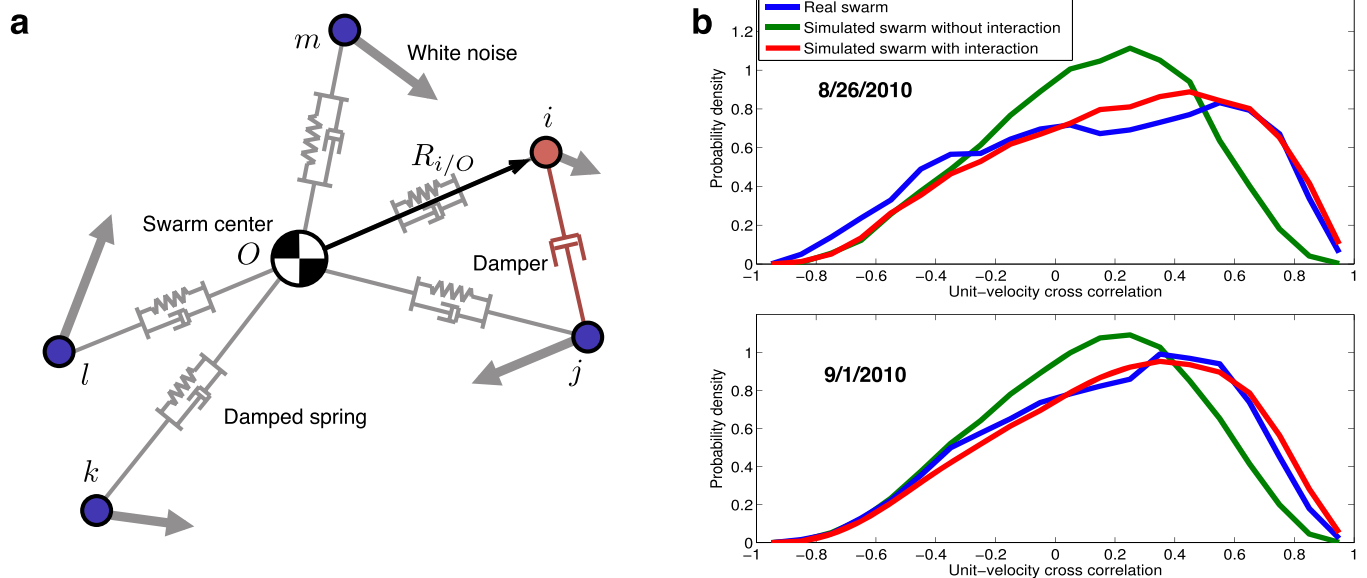 a
m
White noise
i
R_{i/O}
Swarm center
O
Damper
l
j
Damped spring
k
b
Real swarm
Simulated swarm without interaction
Simulated swarm with interaction
8/26/2010
Probability density
1.2
1
0.8
0.6
0.4
0.2
0
−1 −0.8 −0.6 −0.4 −0.2 0 0.2 0.4 0.6 0.8 1
Unit−velocity cross correlation
9/1/2010
Probability density
1
0.8
0.6
0.4
0.2
0
−1 −0.8 −0.6 −0.4 −0.2 0 0.2 0.4 0.6 0.8 1
Unit−velocity cross correlation